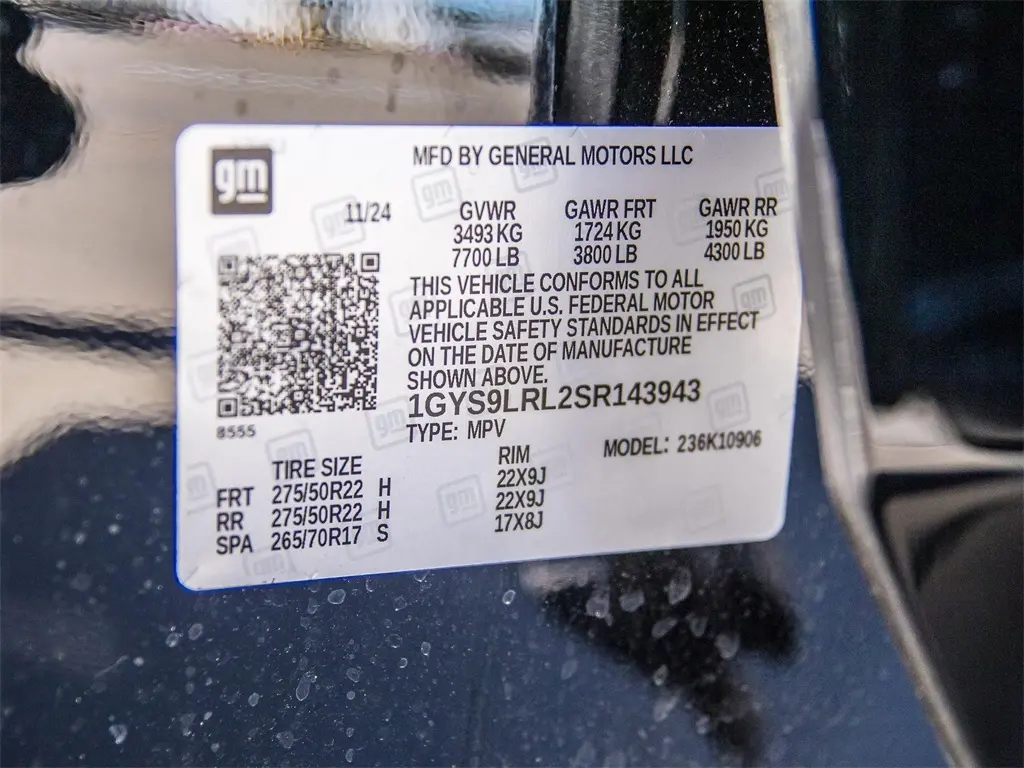 gm
MFD BY GENERAL MOTORS LLC
11/24 GVWR GAWR FRT GAWR RR
3493 KG 1724 KG 1950 KG
7700 LB 3800 LB 4300 LB
THIS VEHICLE CONFORMS TO ALL
APPLICABLE U.S. FEDERAL MOTOR
VEHICLE SAFETY STANDARDS IN EFFECT
ON THE DATE OF MANUFACTURE
SHOWN ABOVE.
1GYS9LRL2SR143943
8555
TYPE: MPV MODEL: 236K10906
TIRE SIZE RIM
FRT 275/50R22 H 22X9J
RR 275/50R22 H 22X9J
SPA 265/70R17 S 17X8J